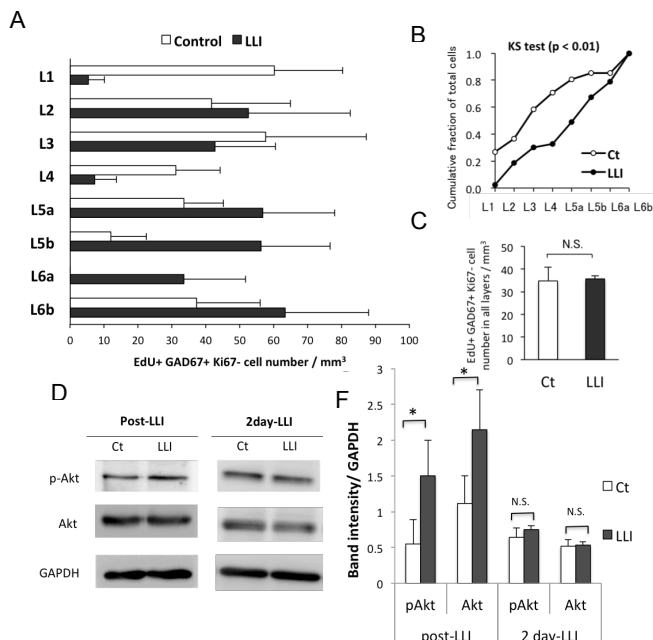 A
Control LLI
L1
L2
L3
L4
L5a
L5b
L6a
L6b
0 10 20 30 40 50 60 70 80 90 100
EdU+ GAD67+ Ki67- cell number / mm3
B
KS test (p < 0.01)
Cumulative fraction of total cells
1.0
0.8
0.6
0.4
0.2
0.0
Ct
LLI
L1 L2 L3 L4 L5a L5b L6a L6b
C
EdU+ GAD67+ Ki67- cell
number in all layers / mm3
50
40
30
20
10
0
N.S.
Ct LLI
D
Post-LLI 2day-LLI
Ct LLI Ct LLI
p-Akt
Akt
GAPDH
F
Band intensity/ GAPDH
3
2.5
2
1.5
1
0.5
0
* * N.S. N.S.
Ct
LLI
pAkt Akt pAkt Akt
post-LLI 2 day-LLI